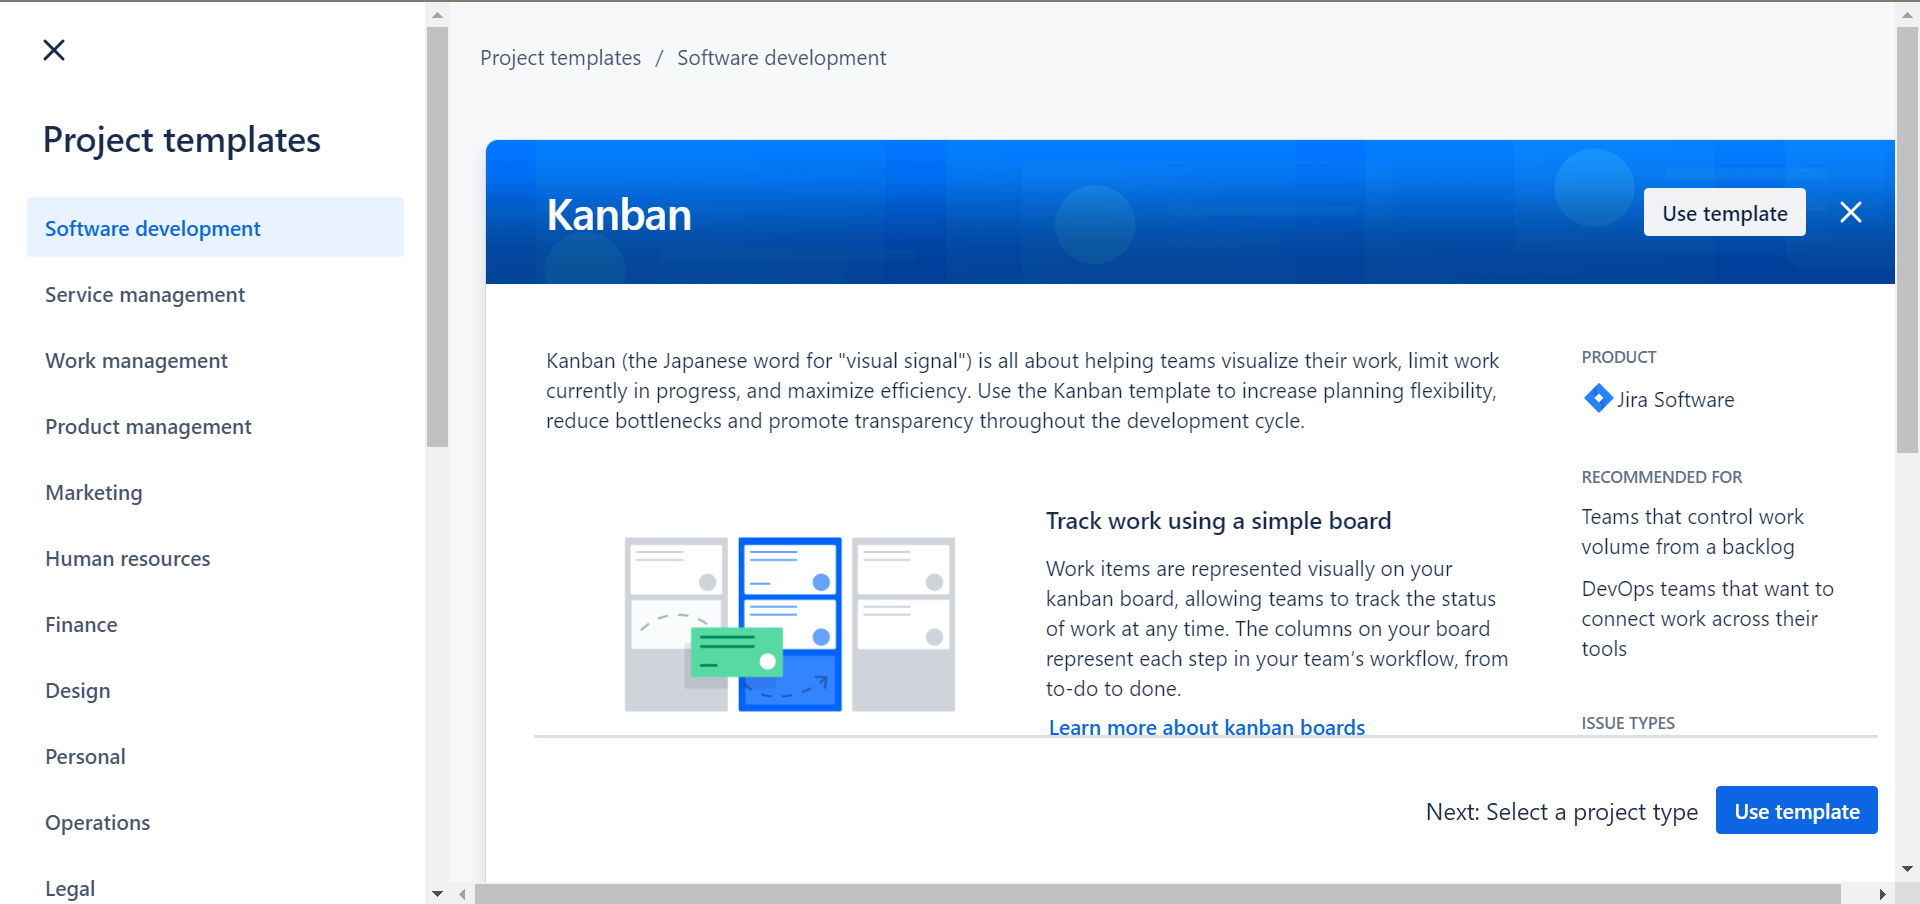 Project templates
Software development
Service management
Work management
Product management
Marketing
Human resources
Finance
Design
Personal
Operations
Legal
Project templates / Software development
Kanban
Use template
Kanban (the Japanese word for "visual signal") is all about helping teams visualize their work, limit work
currently in progress, and maximize efficiency. Use the Kanban template to increase planning flexibility,
reduce bottlenecks and promote transparency throughout the development cycle.
Track work using a simple board
Work items are represented visually on your
kanban board, allowing teams to track the status
of work at any time. The columns on your board
represent each step in your team’s workflow, from
to-do to done.
Learn more about kanban boards
PRODUCT
Jira Software
RECOMMENDED FOR
Teams that control work
volume from a backlog
DevOps teams that want to
connect work across their
tools
ISSUE TYPES
Next: Select a project type
Use template